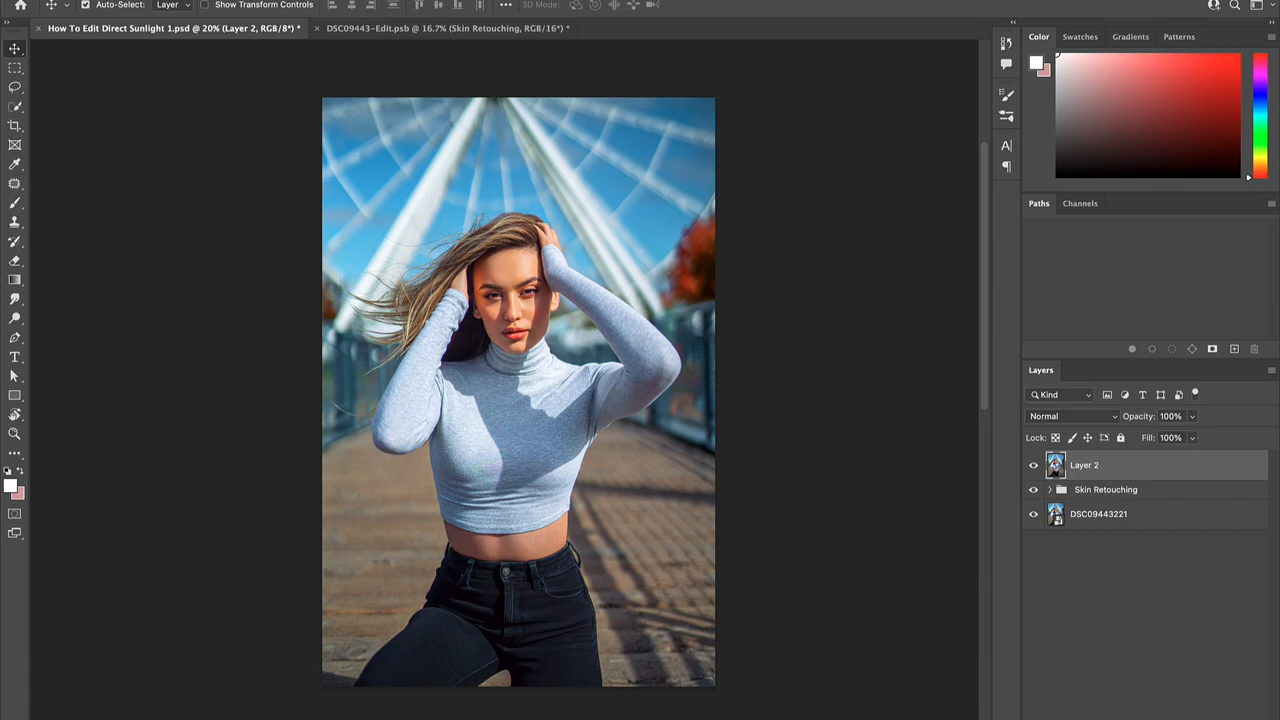 Auto-Select: Layer Show Transform Controls 3D Mode:
How To Edit Direct Sunlight 1.psd @ 20% (Layer 2, RGB/8*) *
DSC09443-Edit.psb @ 16.7% (Skin Retouching, RGB/16*) *
Color Swatches Gradients Patterns
Paths Channels
Layers
Kind
Normal Opacity: 100%
Lock: Fill: 100%
Layer 2
Skin Retouching
DSC09443221